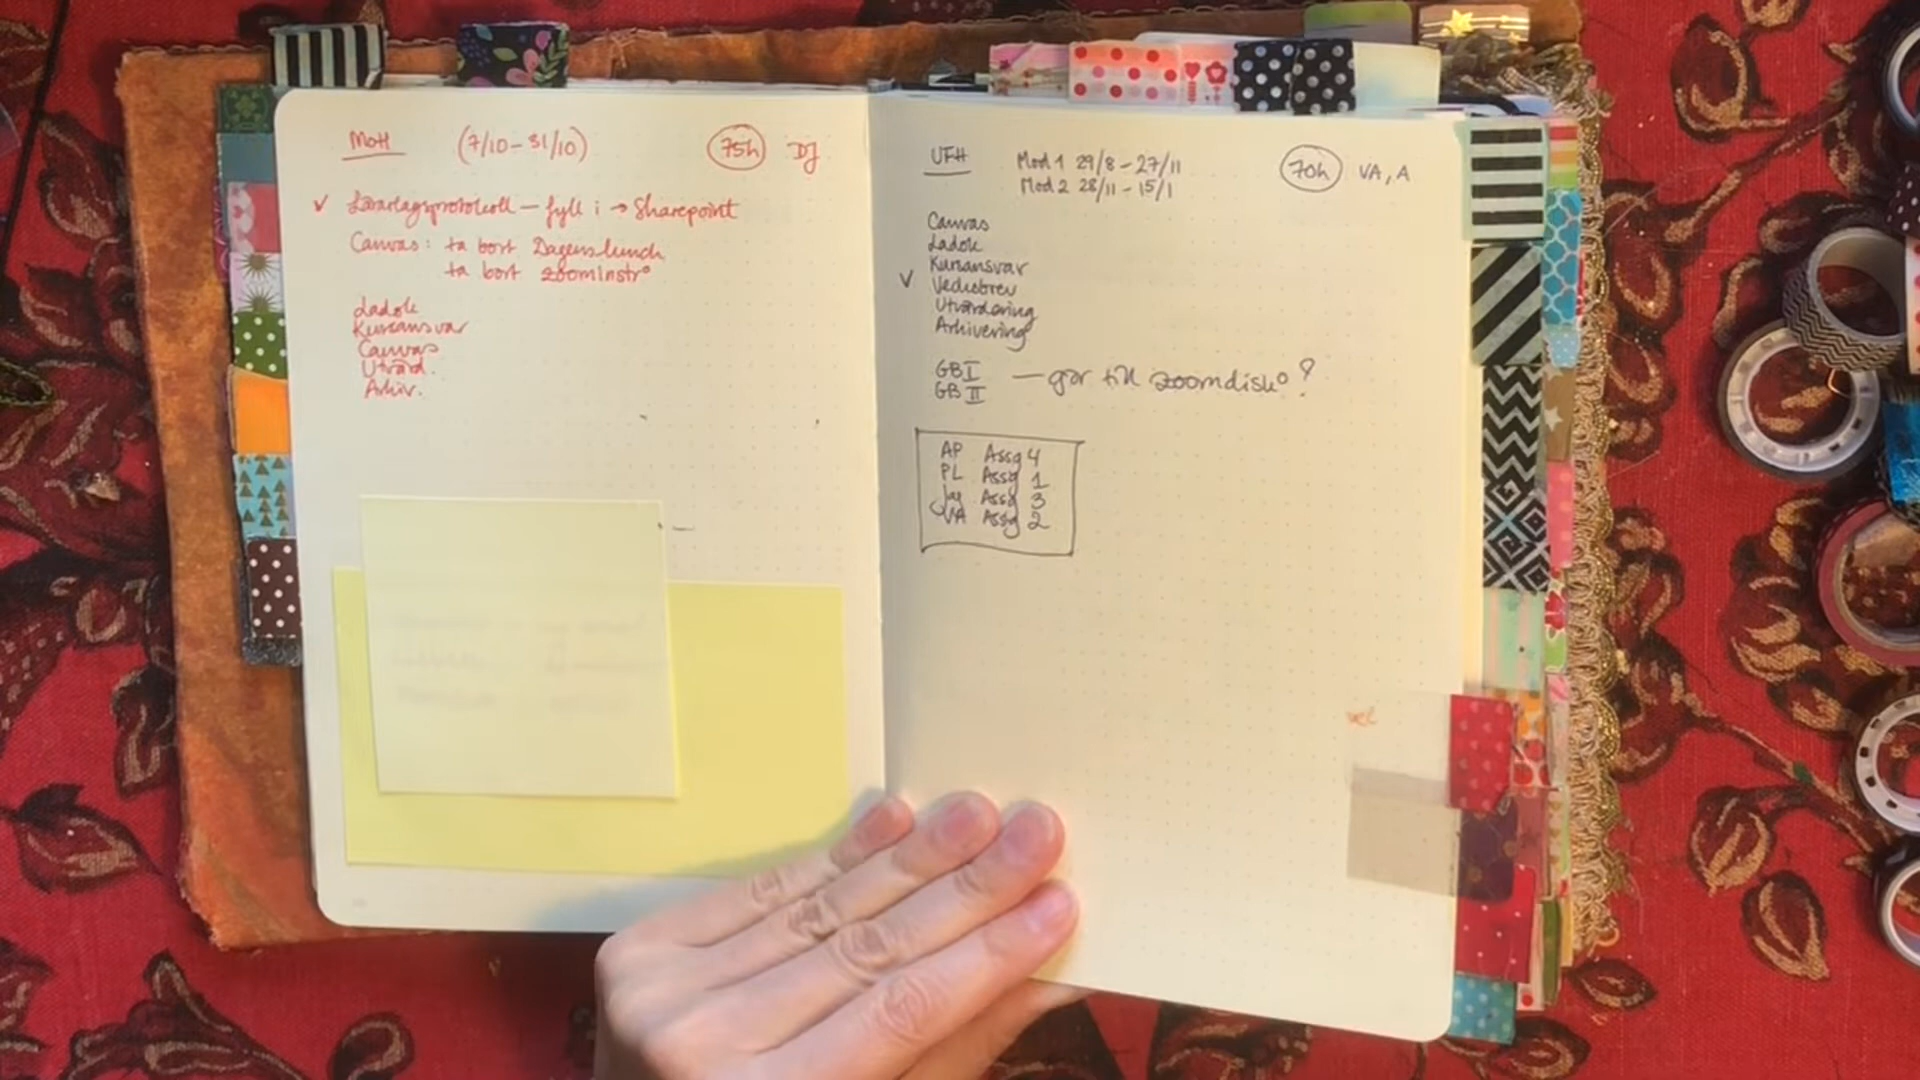 MOH (7/10 - 31/10) 75h DJ
✓ Lärarlagsprotokoll — fyll i → Sharepoint
Canvas: ta bort Dagens lunch
ta bort zoominstr°
Ladok
Kursansvar
Canvas
Utvärd.
Arkiv.
UFH Mod 1 29/8 - 27/11 70h VA, A
Mod 2 28/11 - 15/1
Canvas
Ladok
Kursansvar
✓ Veckobrev
Utvärdering
Arkivering
GB I — gör till zoomdisk° ?
GB II
AP Assg 4
PL Assg 1
Jag Assg 3
VA Assg 2